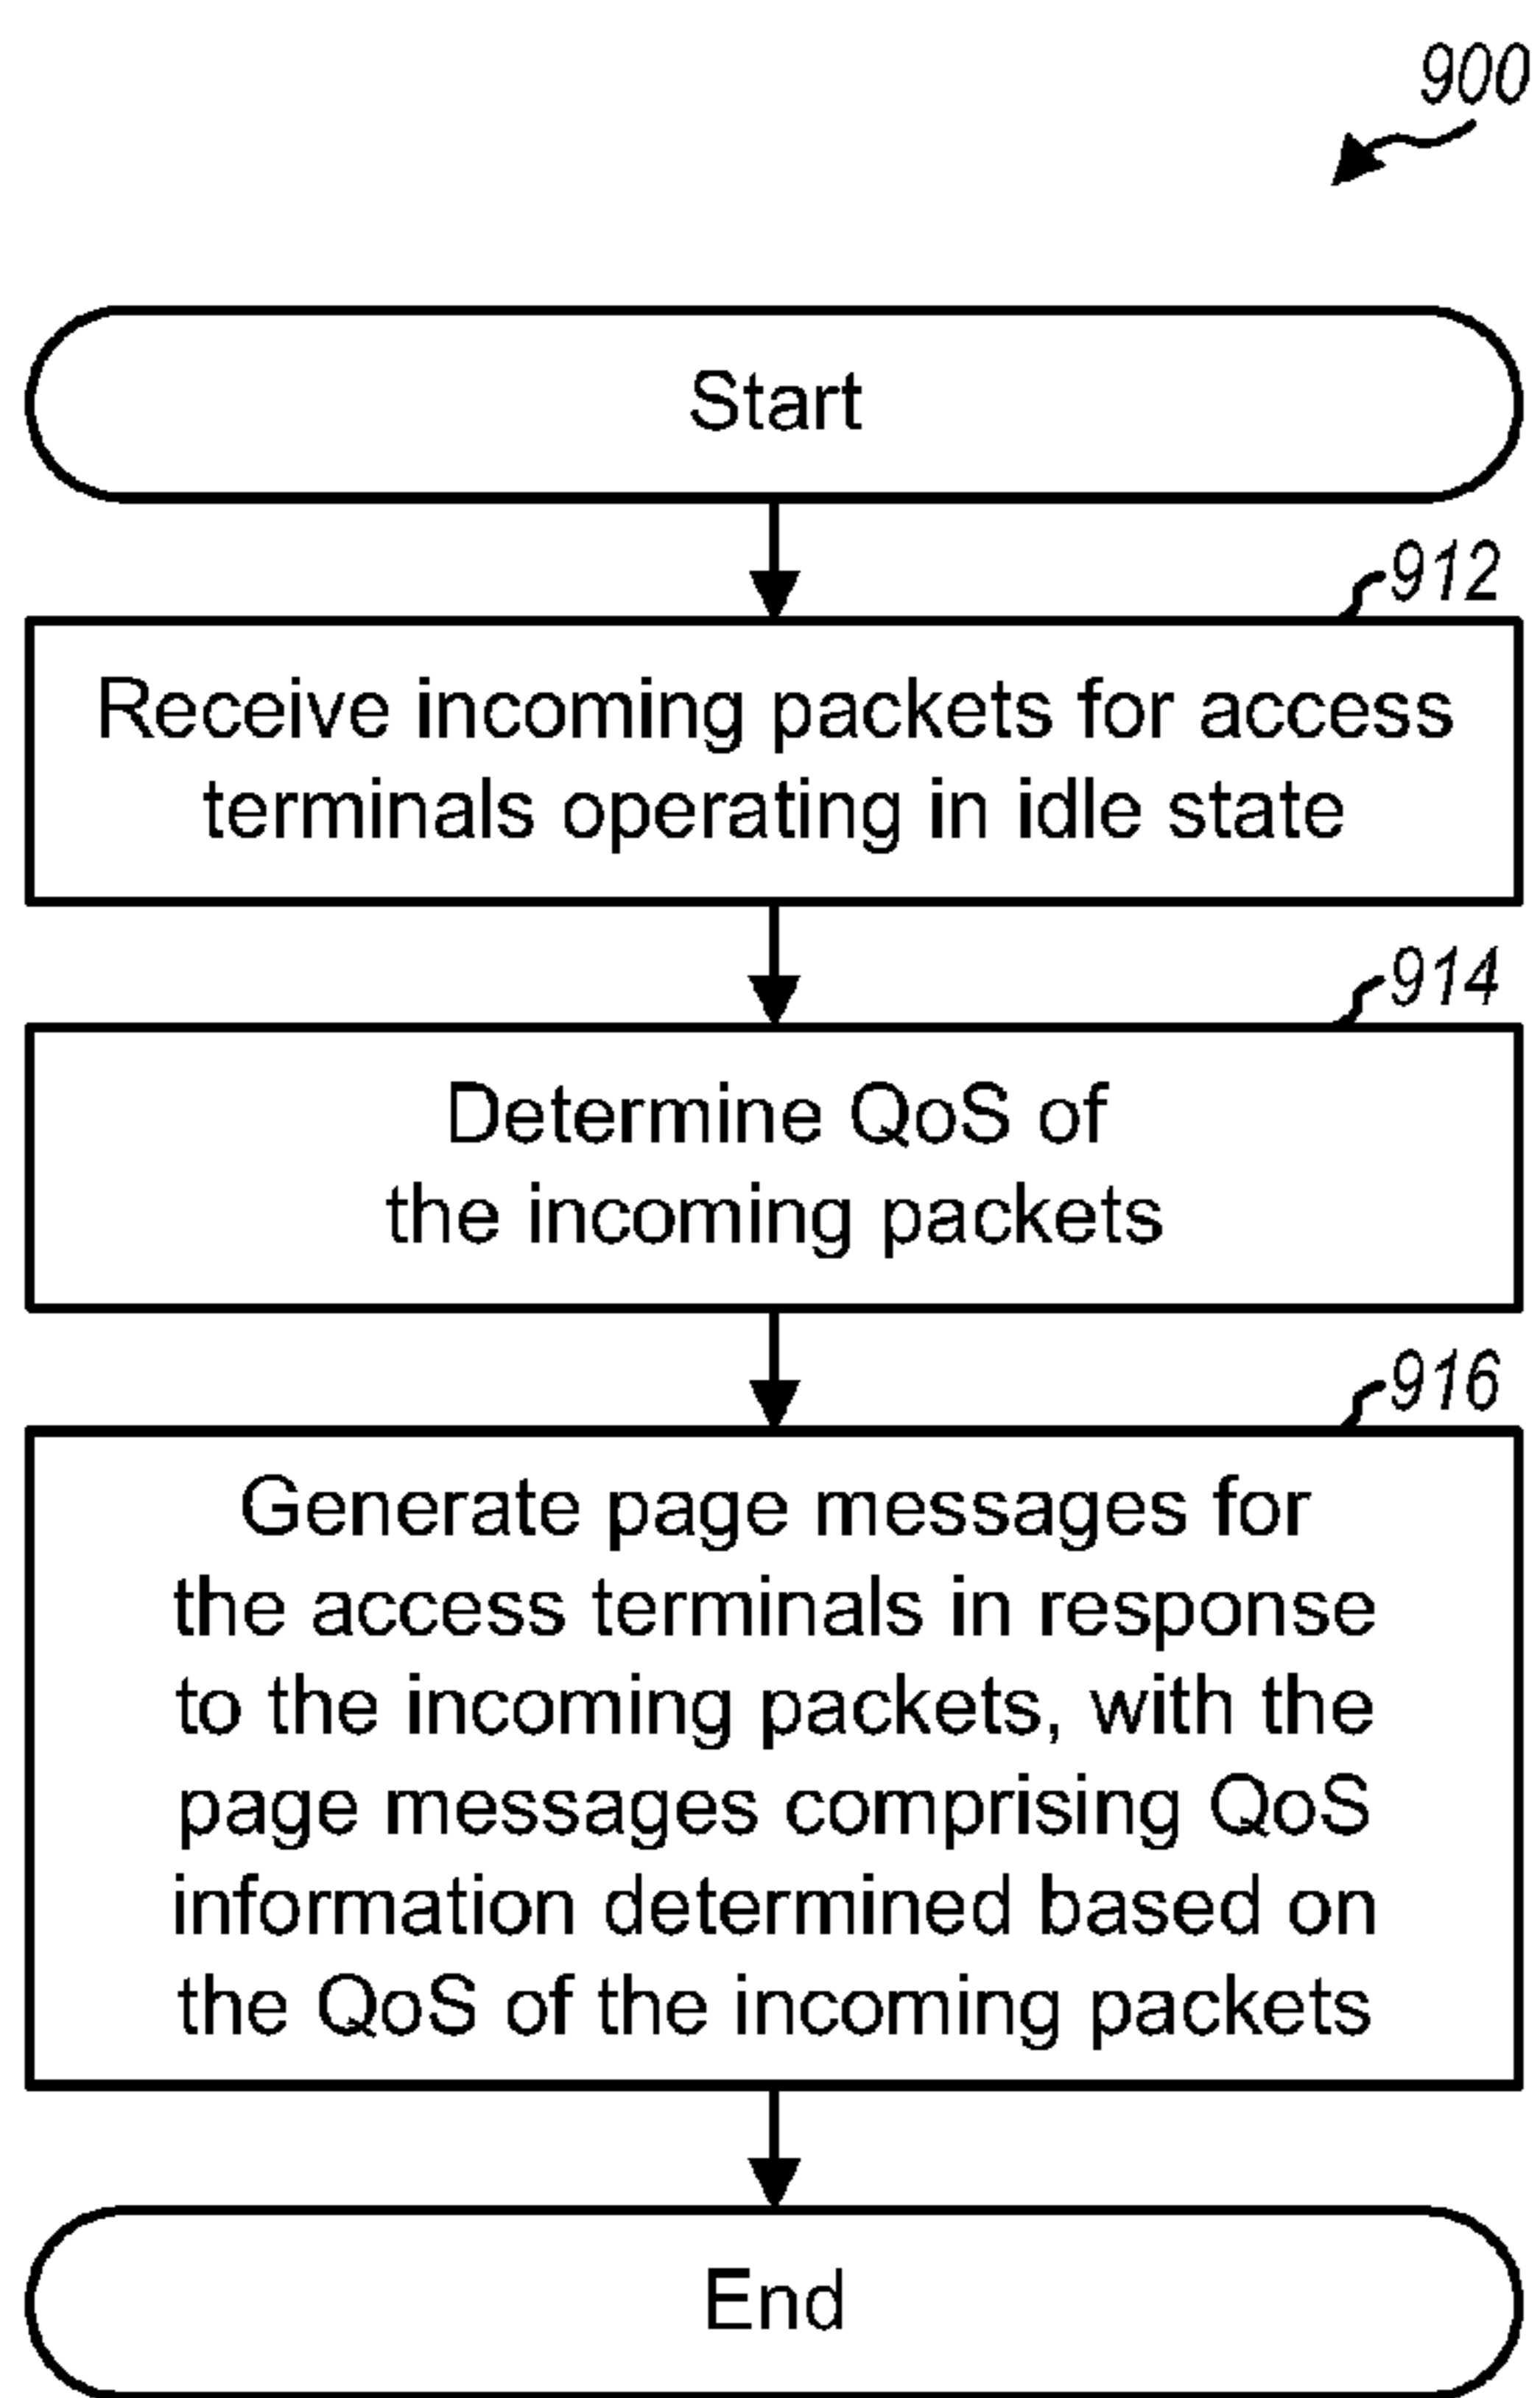 900
Start
912
Receive incoming packets for access
terminals operating in idle state
914
Determine QoS of
the incoming packets
916
Generate page messages for
the access terminals in response
to the incoming packets, with the
page messages comprising QoS
information determined based on
the QoS of the incoming packets
End